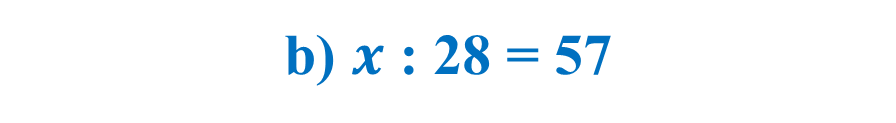 b) x : 28 = 57